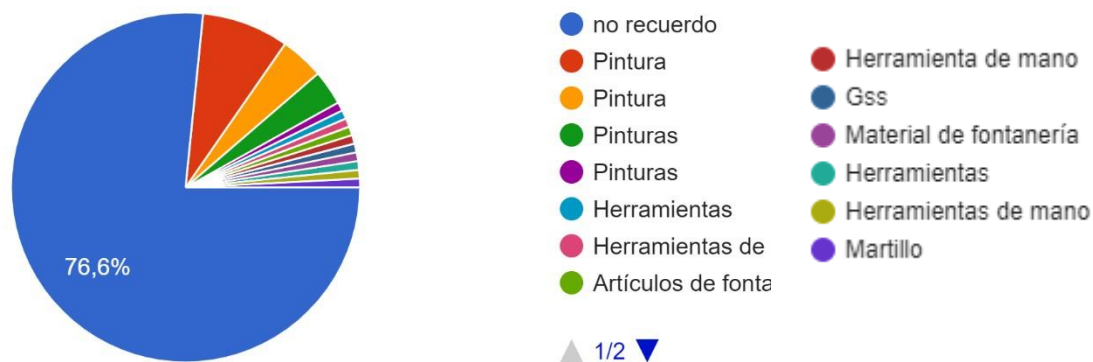 no recuerdo
Pintura
Pintura
Pinturas
Pinturas
Herramientas
Herramientas de
Artículos de fonta
1/2
Herramienta de mano
Gss
Material de fontanería
Herramientas
Herramientas de mano
Martillo
76,6%